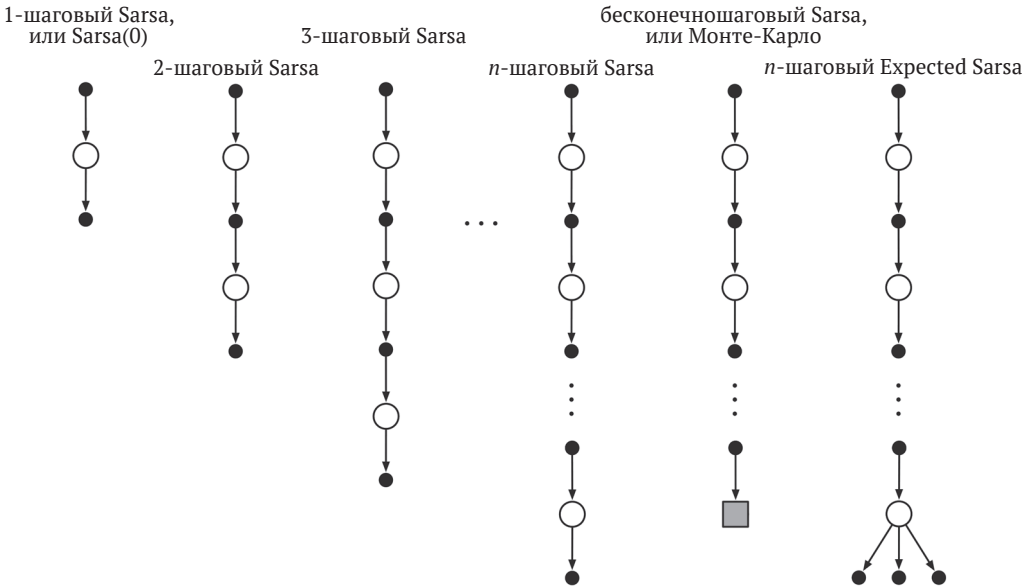 1-шаговый Sarsa,
или Sarsa(0)
2-шаговый Sarsa
3-шаговый Sarsa
. . .
n-шаговый Sarsa
бесконечношаговый Sarsa,
или Монте-Карло
n-шаговый Expected Sarsa